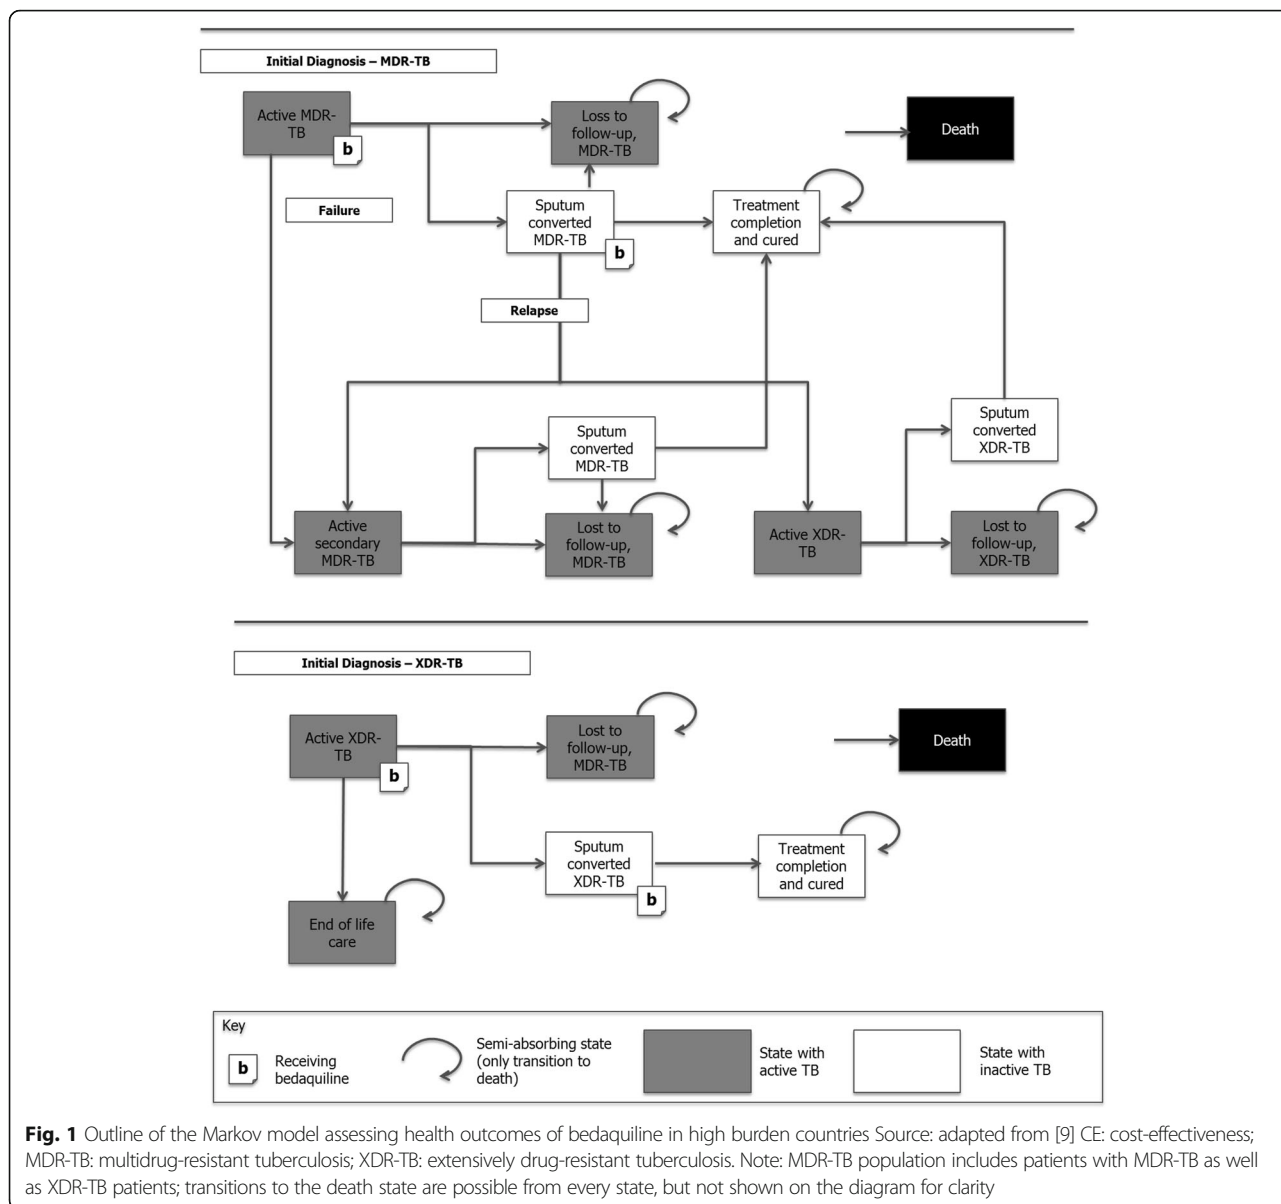 Initial Diagnosis – MDR-TB
Active MDR-
TB
b
Loss to
follow-up,
MDR-TB
Death
Failure
Sputum
converted
MDR-TB
b
Treatment
completion
and cured
Relapse
Sputum
converted
MDR-TB
Sputum
converted
XDR-TB
Active
secondary
MDR-TB
Lost to
follow-up,
MDR-TB
Active XDR-
TB
Lost to
follow-up,
XDR-TB
Initial Diagnosis – XDR-TB
Active XDR-
TB
b
Lost to
follow-up,
MDR-TB
Death
Sputum
converted
XDR-TB
b
Treatment
completion
and cured
End of life
care
Key
b
Receiving
bedaquiline
Semi-absorbing state
(only transition to
death)
State with
active TB
State with
inactive TB
Fig. 1 Outline of the Markov model assessing health outcomes of bedaquiline in high burden countries Source: adapted from [9] CE: cost-effectiveness;
MDR-TB: multidrug-resistant tuberculosis; XDR-TB: extensively drug-resistant tuberculosis. Note: MDR-TB population includes patients with MDR-TB as well
as XDR-TB patients; transitions to the death state are possible from every state, but not shown on the diagram for clarity